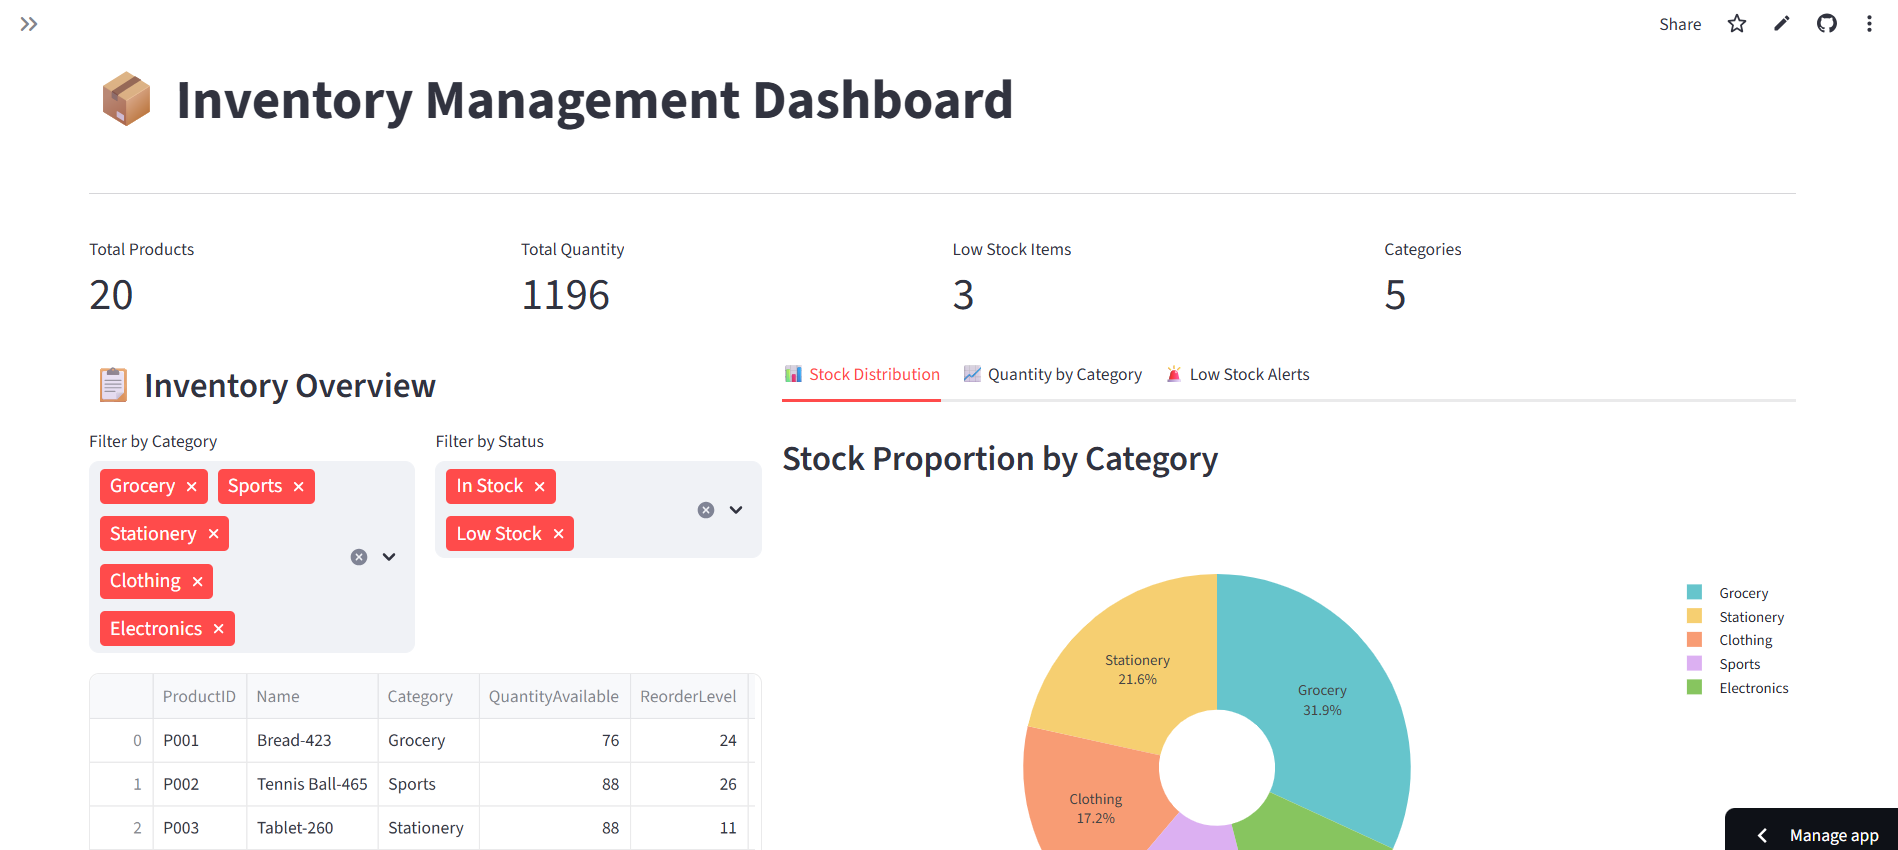 Share
Inventory Management Dashboard
Total Products
20
Total Quantity
1196
Low Stock Items
3
Categories
5
Inventory Overview
Filter by Category
Grocery
Sports
Stationery
Clothing
Electronics
Filter by Status
In Stock
Low Stock
ProductID Name Category QuantityAvailable ReorderLevel
0 P001 Bread-423 Grocery 76 24
1 P002 Tennis Ball-465 Sports 88 26
2 P003 Tablet-260 Stationery 88 11
Stock Distribution Quantity by Category Low Stock Alerts
Stock Proportion by Category
Stationery
21.6%
Grocery
31.9%
Clothing
17.2%
Grocery
Stationery
Clothing
Sports
Electronics
Manage app